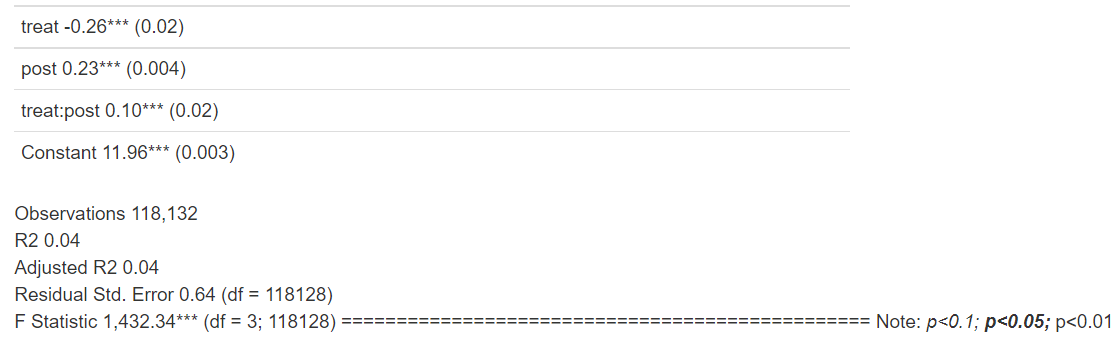 treat -0.26*** (0.02)
post 0.23*** (0.004)
treat:post 0.10*** (0.02)
Constant 11.96*** (0.003)
Observations 118,132
R2 0.04
Adjusted R2 0.04
Residual Std. Error 0.64 (df = 118128)
F Statistic 1,432.34*** (df = 3; 118128) ================================================ Note: p<0.1; p<0.05; p<0.01